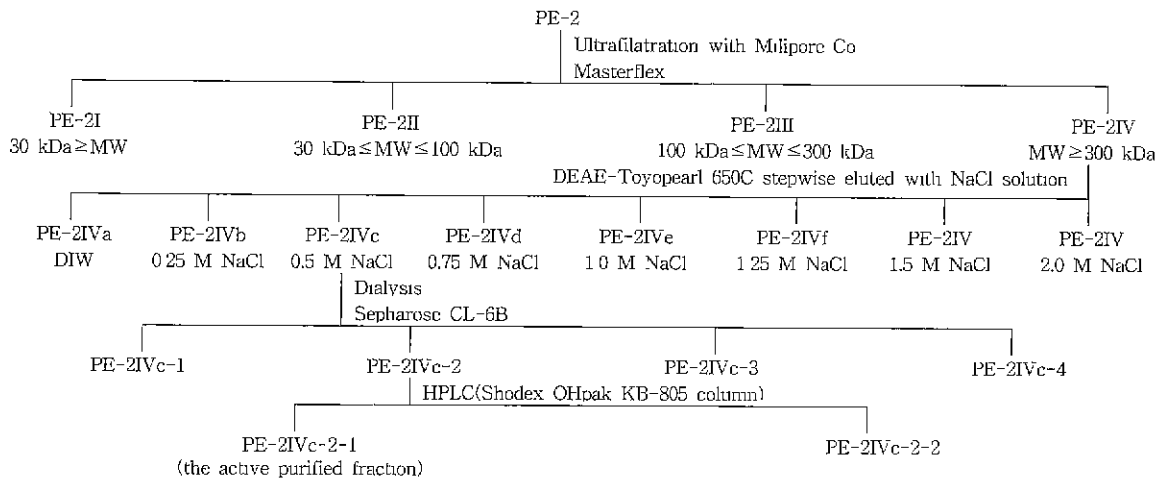 PE-2
Ultrafilatration with Milipore Co
Masterflex
PE-2I PE-2II PE-2III PE-2IV
30 kDa≥MW 30 kDa≤MW≤100 kDa 100 kDa≤MW≤300 kDa MW≥300 kDa
DEAE-Toyopearl 650C stepwise eluted with NaCl solution
PE-2IVa PE-2IVb PE-2IVc PE-2IVd PE-2IVe PE-2IVf PE-2IV PE-2IV
DIW 0 25 M NaCl 0.5 M NaCl 0.75 M NaCl 1 0 M NaCl 1 25 M NaCl 1.5 M NaCl 2.0 M NaCl
Dialysis
Sepharose CL-6B
PE-2IVc-1 PE-2IVc-2 PE-2IVc-3 PE-2IVc-4
HPLC(Shodex OHpak KB-805 column)
PE-2IVc-2-1 PE-2IVc-2-2
(the active purified fraction)